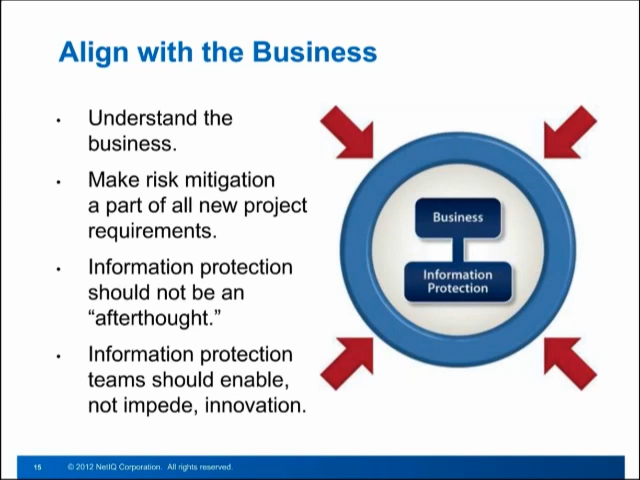 Align with the Business
• Understand the
business.
• Make risk mitigation
a part of all new project
requirements.
• Information protection
should not be an
“afterthought.”
• Information protection
teams should enable,
not impede, innovation.
Business
Information
Protection
15 © 2012 NetIQ Corporation. All rights reserved.